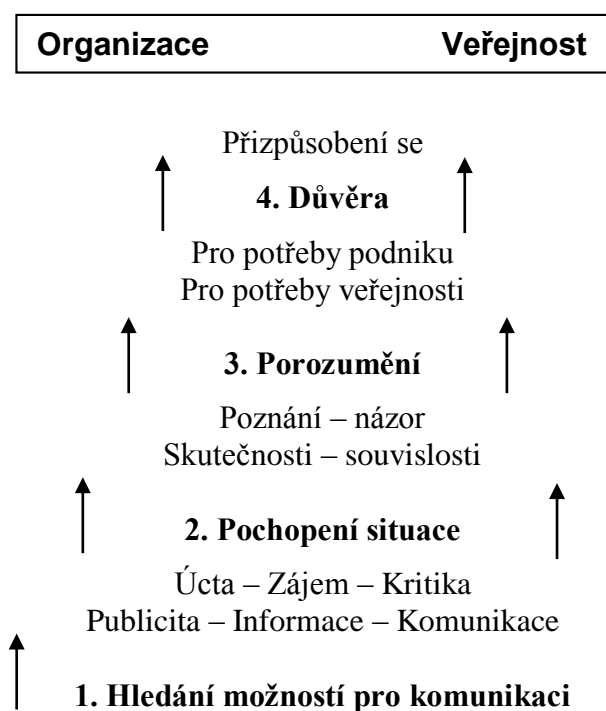 Organizace Veřejnost
Přizpůsobení se
4. Důvěra
Pro potřeby podniku
Pro potřeby veřejnosti
3. Porozumění
Poznání – názor
Skutečnosti – souvislosti
2. Pochopení situace
Úcta – Zájem – Kritika
Publicita – Informace – Komunikace
1. Hledání možností pro komunikaci